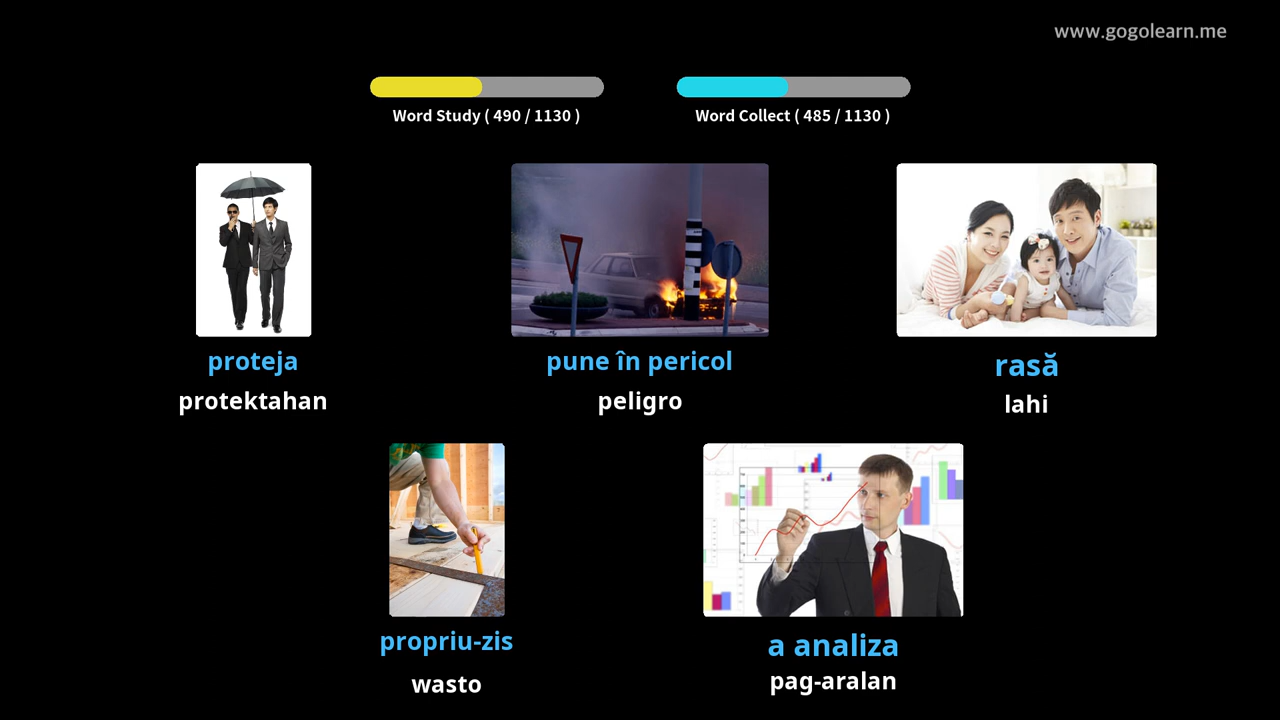 www.gogolearn.me
Word Study ( 490 / 1130 )
Word Collect ( 485 / 1130 )
proteja
pune în pericol
rasă
protektahan
peligro
lahi
propriu-zis
a analiza
wasto
pag-aralan